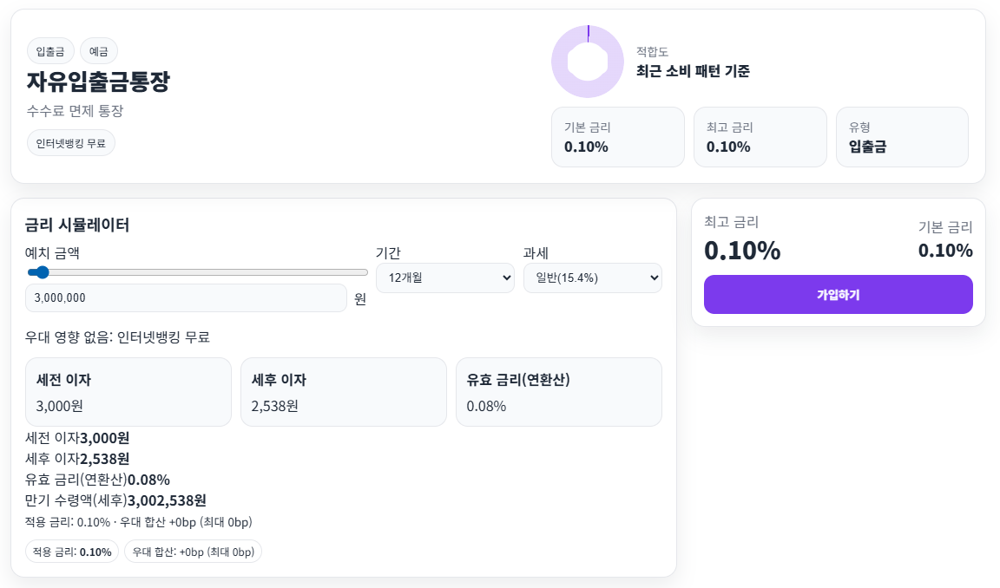 입출금 예금
자유입출금통장
수수료 면제 통장
인터넷뱅킹 무료
적합도
최근 소비 패턴 기준
기본 금리
0.10%
최고 금리
0.10%
유형
입출금
금리 시뮬레이터
예치 금액
3,000,000 원
기간
12개월
과세
일반(15.4%)
우대 영향 없음: 인터넷뱅킹 무료
세전 이자
3,000원
세후 이자
2,538원
유효 금리(연환산)
0.08%
세전 이자3,000원
세후 이자2,538원
유효 금리(연환산)0.08%
만기 수령액(세후)3,002,538원
적용 금리: 0.10% · 우대 합산 +0bp (최대 0bp)
적용 금리: 0.10% 우대 합산: +0bp (최대 0bp)
최고 금리
0.10%
기본 금리
0.10%
가입하기